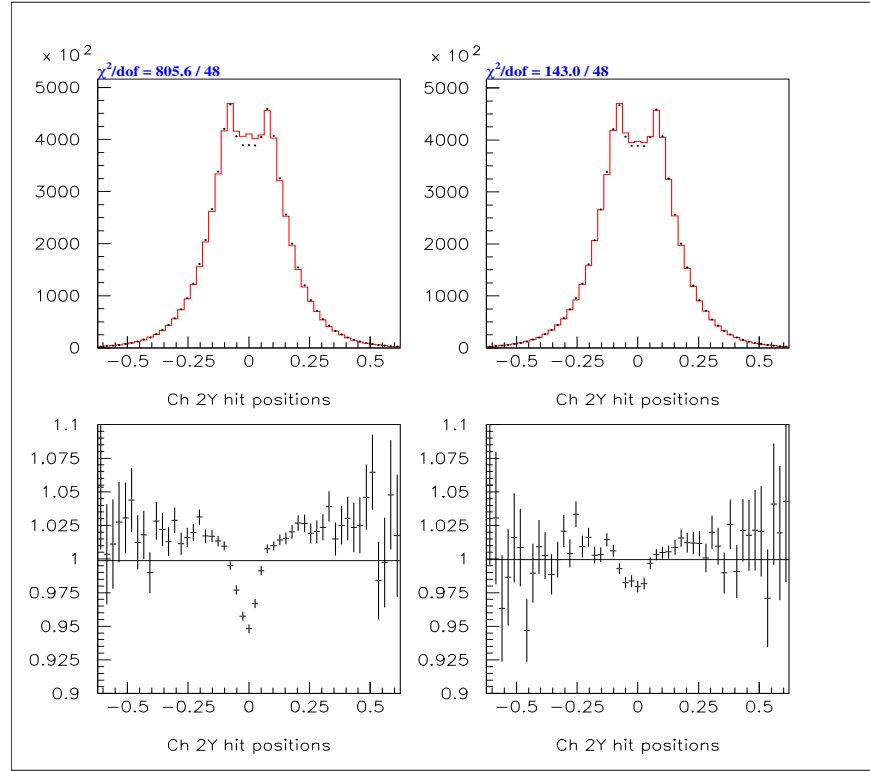 × 10² × 10²
χ²/dof = 805.6 / 48 χ²/dof = 143.0 / 48
5000 5000
4000 4000
3000 3000
2000 2000
1000 1000
0 0
−0.5 −0.25 0 0.25 0.5 −0.5 −0.25 0 0.25 0.5
Ch 2Y hit positions Ch 2Y hit positions
1.1 1.1
1.075 1.075
1.05 1.05
1.025 1.025
1 1
0.975 0.975
0.95 0.95
0.925 0.925
0.9 0.9
−0.5 −0.25 0 0.25 0.5 −0.5 −0.25 0 0.25 0.5
Ch 2Y hit positions Ch 2Y hit positions